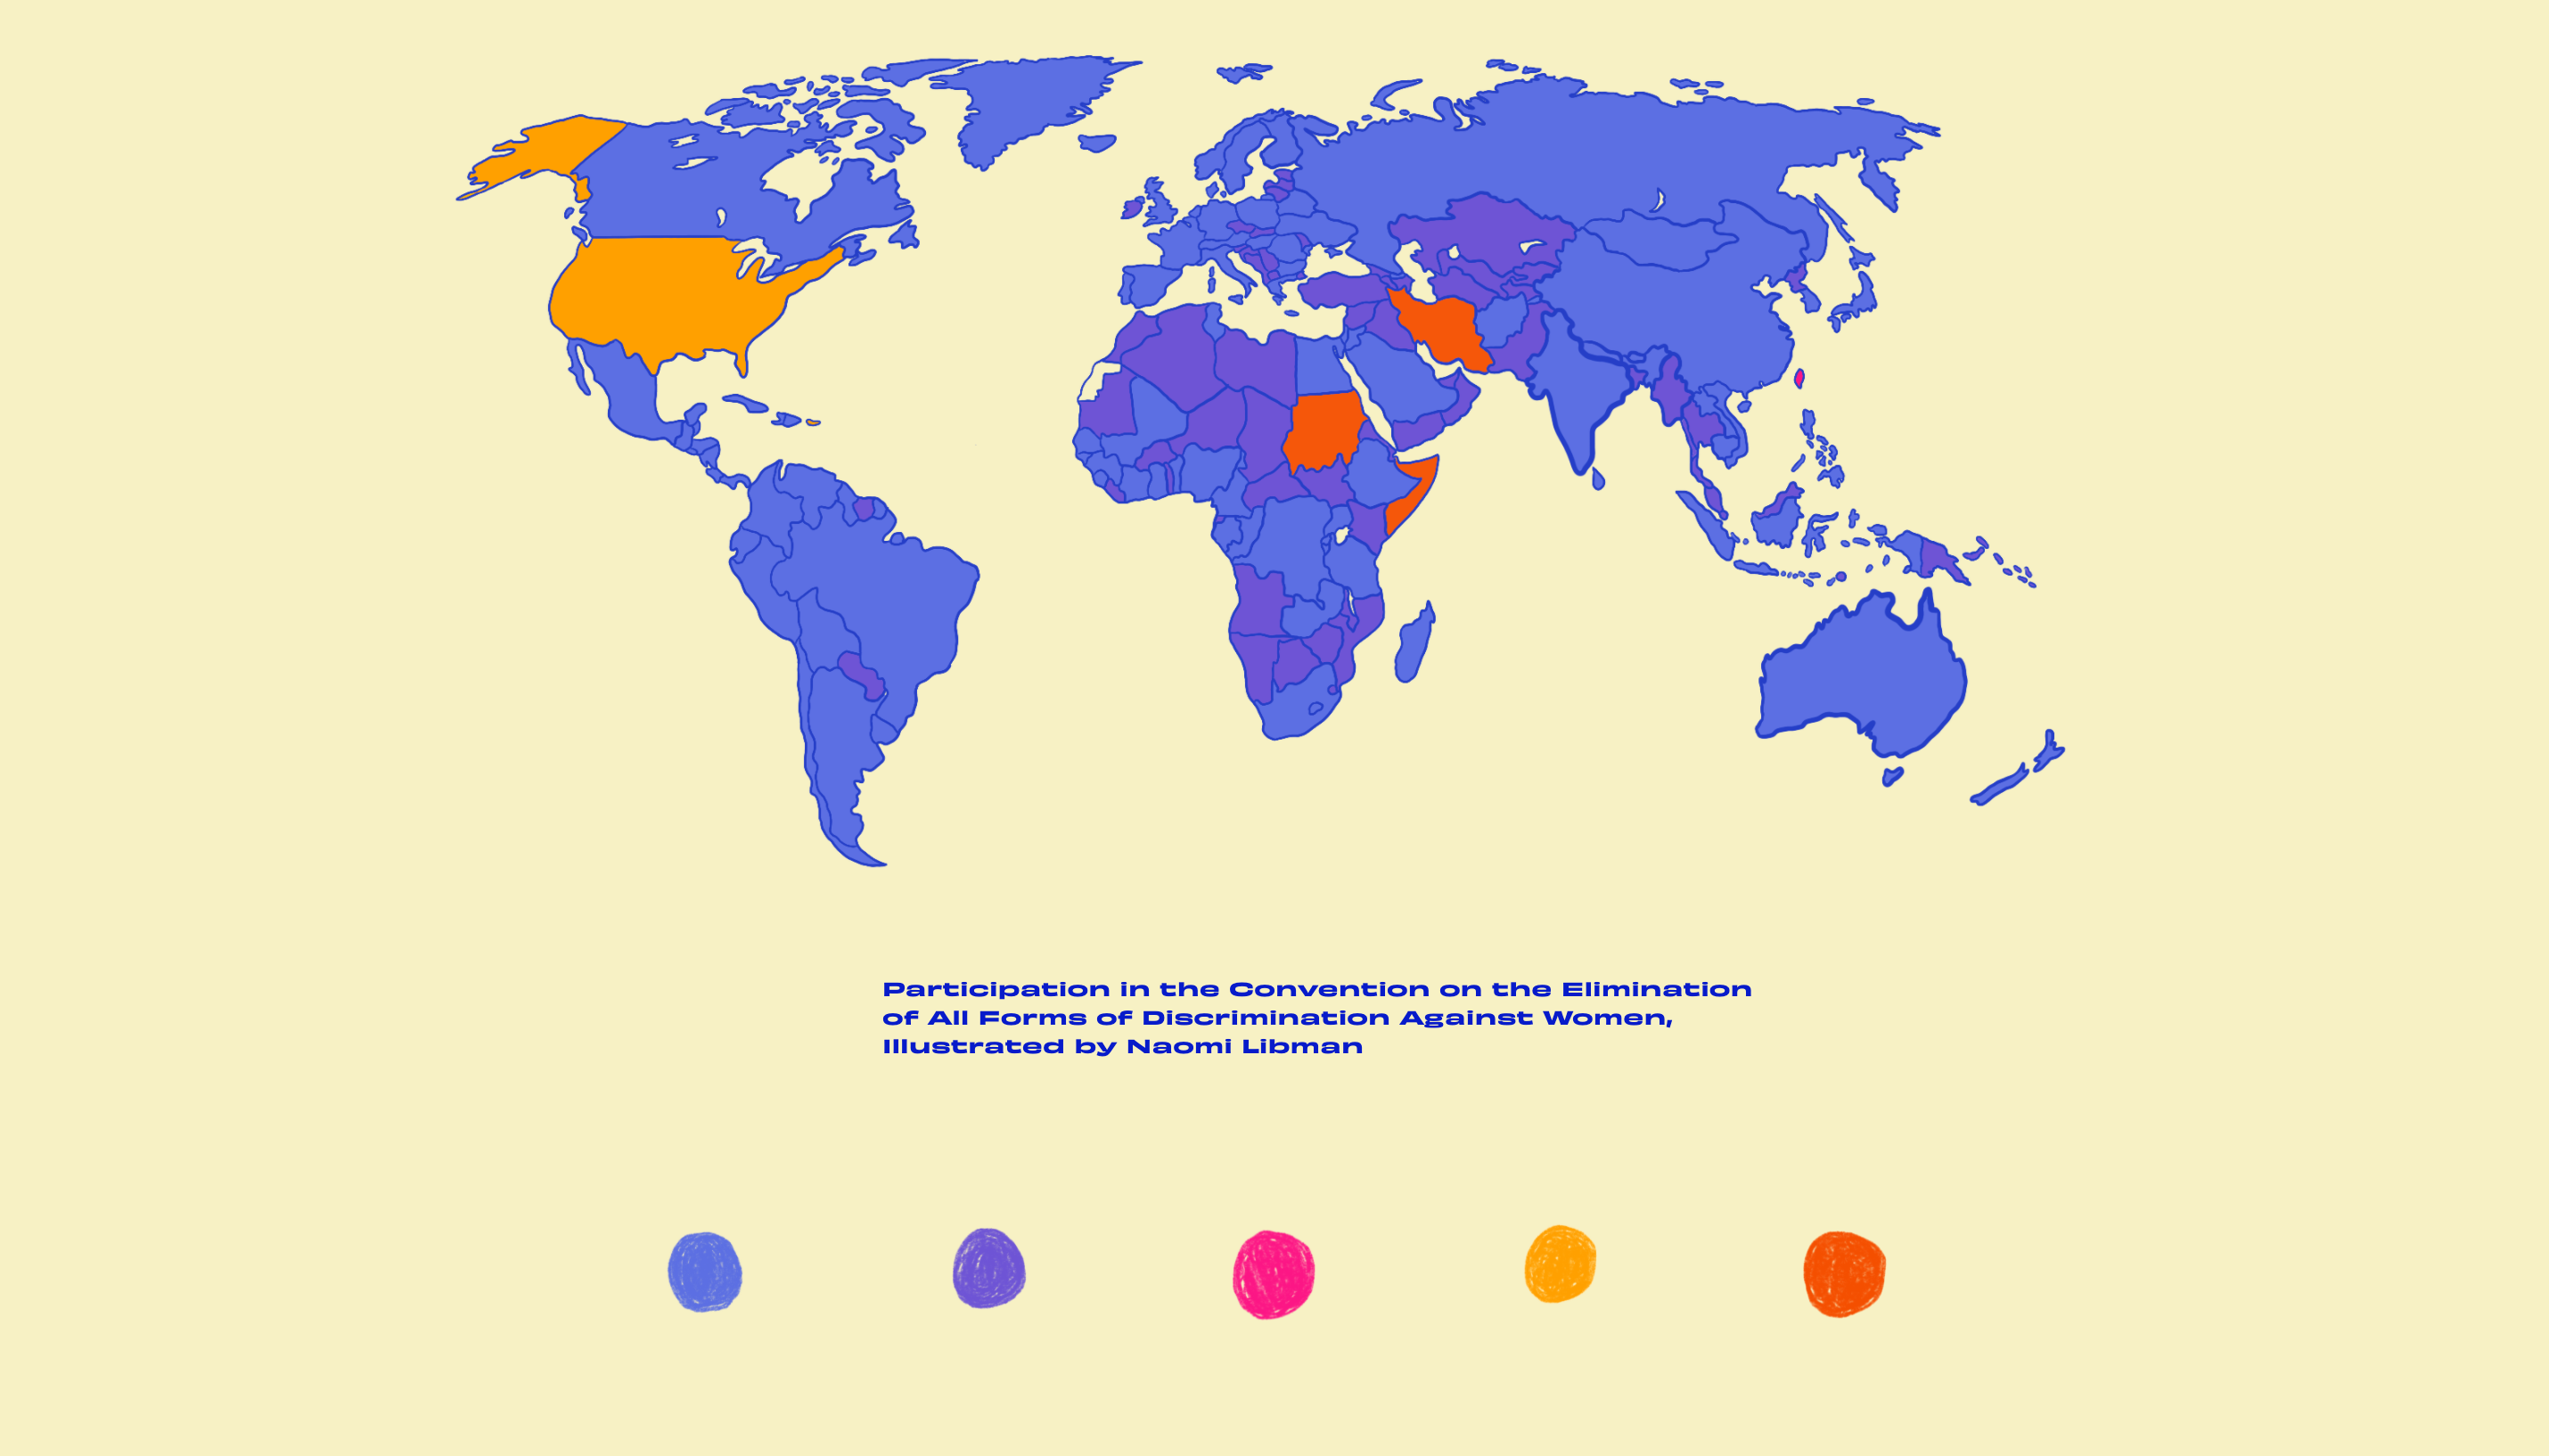 Participation in the Convention on the Elimination
of All Forms of Discrimination Against Women,
Illustrated by Naomi Libman